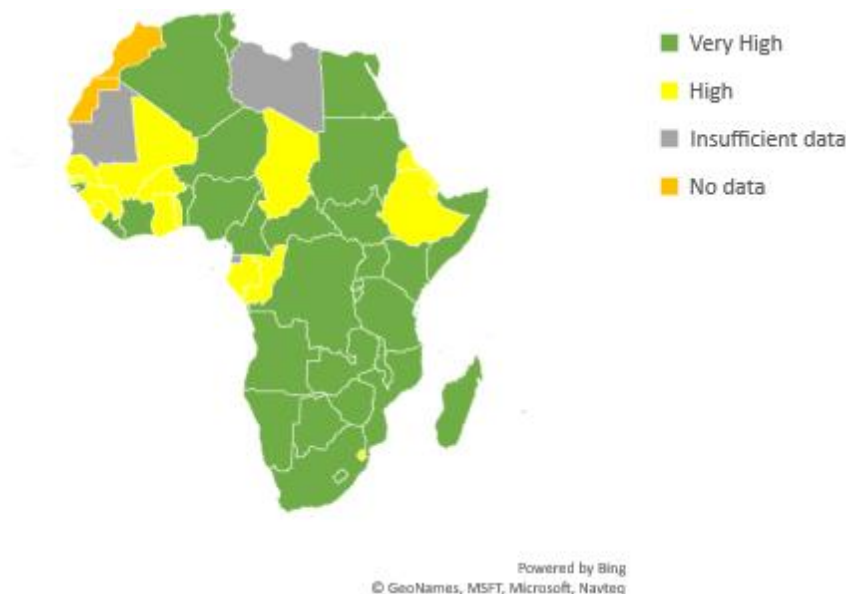 Very High
High
Insufficient data
No data
Powered by Bing
© GeoNames, MSFT, Microsoft, Navteq